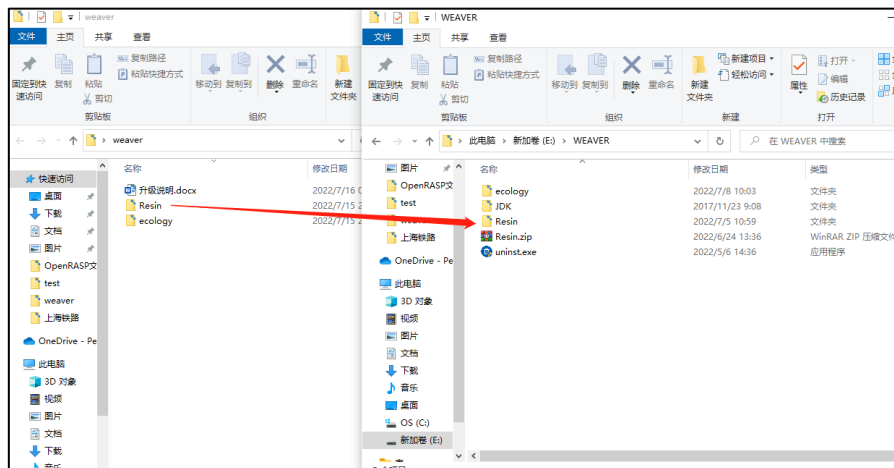 weaver
文件 主页 共享 查看
固定到快速访问
复制
粘贴
复制路径
粘贴快捷方式
剪切
移动到 复制到 删除 重命名
新建文件夹
剪贴板 组织
weaver
名称 修改日期
升级说明.docx 2022/7/16
Resin 2022/7/15
ecology 2022/7/15
快速访问
桌面
下载
文档
图片
OpenRASP文
test
weaver
上海铁路
OneDrive - Pe
此电脑
3D 对象
视频
图片
文档
下载
音乐
WEAVER
文件 主页 共享 查看
固定到快速访问
复制
粘贴
复制路径
粘贴快捷方式
剪切
移动到 复制到 删除 重命名
新建文件夹
新建项目
轻松访问
属性
打开
编辑
历史记录
剪贴板 组织 新建 打开
此电脑 › 新加卷 (E:) › WEAVER
在 WEAVER 中搜索
名称 修改日期 类型
ecology 2022/7/8 10:03 文件夹
JDK 2017/11/23 9:08 文件夹
Resin 2022/7/5 10:59 文件夹
Resin.zip 2022/6/24 13:36 WinRAR ZIP 压缩文件
uninst.exe 2022/5/6 14:36 应用程序
图片
OpenRASP文
test
上海铁路
OneDrive - Pe
此电脑
3D 对象
视频
图片
文档
下载
音乐
桌面
OS (C:)
新加卷 (E:)